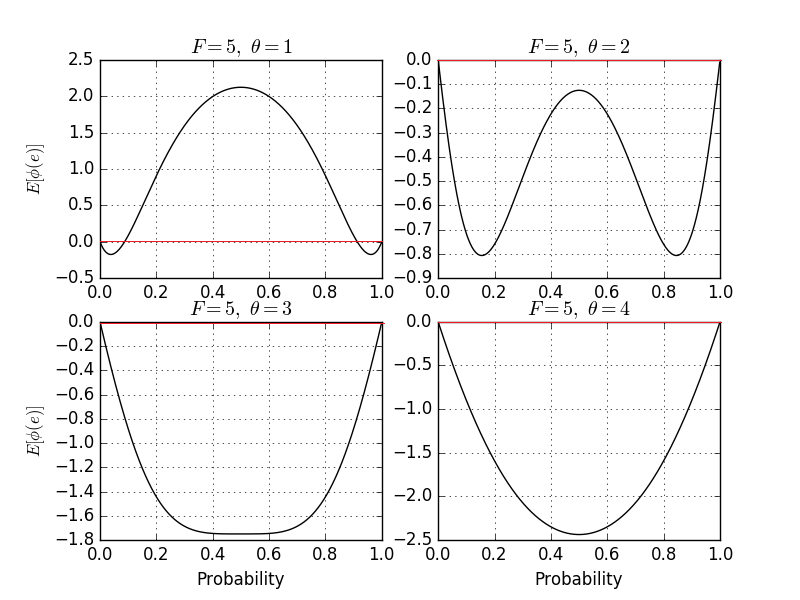 F = 5, θ = 1
2.5
2.0
1.5
1.0
0.5
0.0
−0.5
E[ϕ(e)]
0.0 0.2 0.4 0.6 0.8 1.0
F = 5, θ = 2
0.0
−0.1
−0.2
−0.3
−0.4
−0.5
−0.6
−0.7
−0.8
−0.9
0.0 0.2 0.4 0.6 0.8 1.0
F = 5, θ = 3
0.0
−0.2
−0.4
−0.6
−0.8
−1.0
−1.2
−1.4
−1.6
−1.8
E[ϕ(e)]
0.0 0.2 0.4 0.6 0.8 1.0
Probability
F = 5, θ = 4
0.0
−0.5
−1.0
−1.5
−2.0
−2.5
0.0 0.2 0.4 0.6 0.8 1.0
Probability